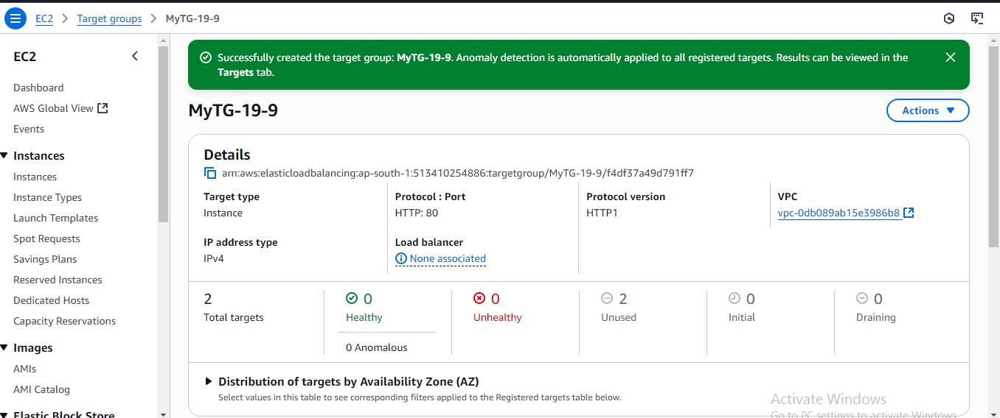 EC2 > Target groups > MyTG-19-9
EC2
Dashboard
AWS Global View
Events
Instances
Instances
Instance Types
Launch Templates
Spot Requests
Savings Plans
Reserved Instances
Dedicated Hosts
Capacity Reservations
Images
AMIs
AMI Catalog
Elastic Block Store
Successfully created the target group: MyTG-19-9. Anomaly detection is automatically applied to all registered targets. Results can be viewed in the
Targets tab.
MyTG-19-9
Actions
Details
arn:aws:elasticloadbalancing:ap-south-1:513410254886:targetgroup/MyTG-19-9/f4df37a49d791ff7
Target type
Instance
Protocol : Port
HTTP: 80
Protocol version
HTTP1
VPC
vpc-0db089ab15e3986b8
IP address type
IPv4
Load balancer
None associated
2
Total targets
0
Healthy
0 Anomalous
0
Unhealthy
2
Unused
0
Initial
0
Draining
Distribution of targets by Availability Zone (AZ)
Select values in this table to see corresponding filters applied to the Registered targets table below.
Activate Windows
Go to PC settings to activate Windows.